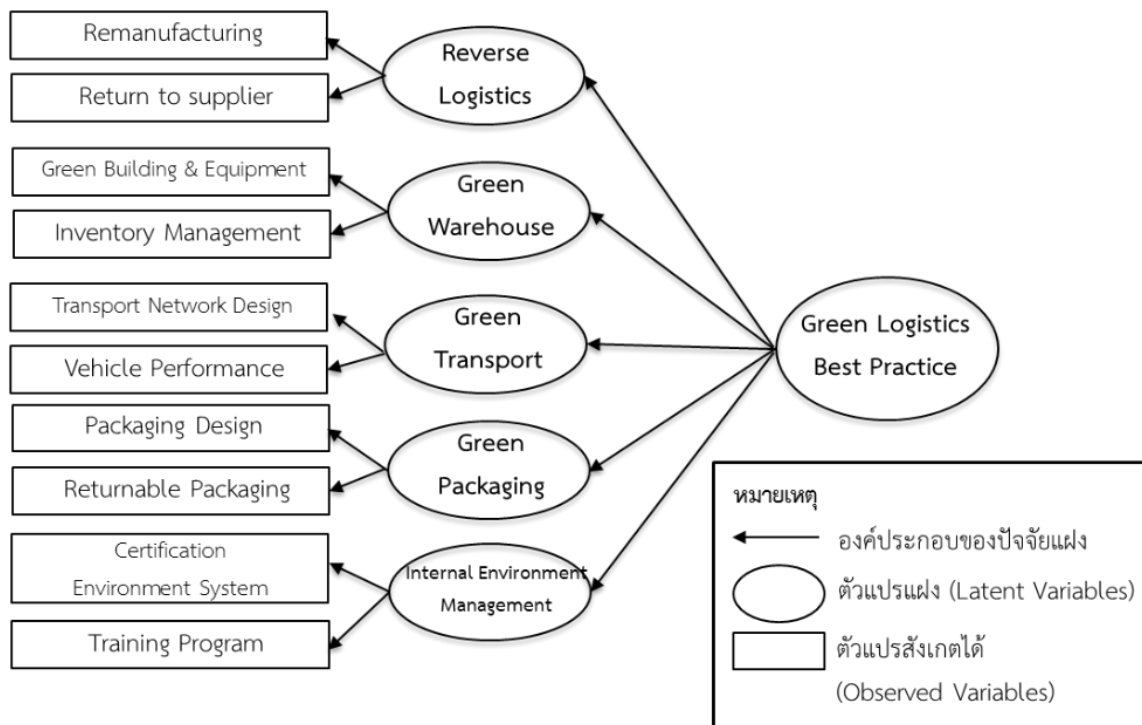 Remanufacturing
Return to supplier
Reverse
Logistics
Green Building & Equipment
Inventory Management
Green
Warehouse
Transport Network Design
Vehicle Performance
Green
Transport
Green Logistics
Best Practice
Packaging Design
Returnable Packaging
Green
Packaging
Certification
Environment System
Training Program
Internal Environment
Management
หมายเหตุ
องค์ประกอบของปัจจัยแฝง
ตัวแปรแฝง (Latent Variables)
ตัวแปรสังเกตได้
(Observed Variables)